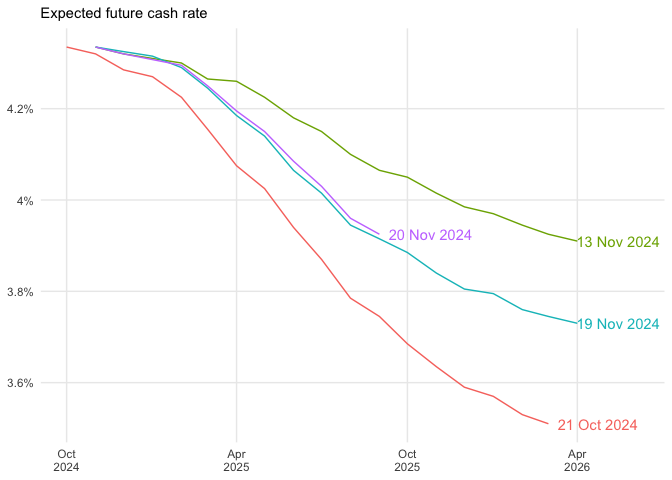 Expected future cash rate
4.2%
4%
3.8%
3.6%
20 Nov 2024
13 Nov 2024
19 Nov 2024
21 Oct 2024
Oct
2024
Apr
2025
Oct
2025
Apr
2026